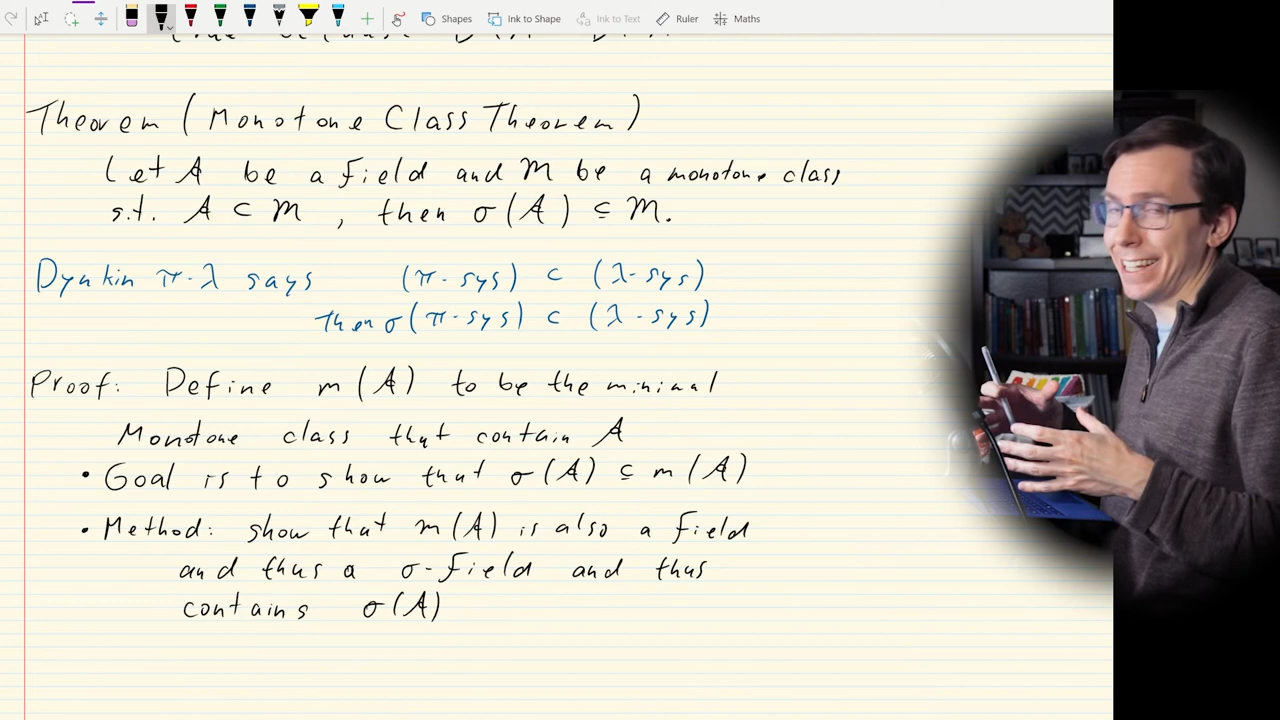 Shapes Ink to Shape Ink to Text Ruler Maths
Theorem (Monotone Class Theorem)
Let A be a field and M be a monotone class
s.t. A ⊂ M , then σ(A) ⊆ M.
Dynkin π-λ says (π-sys) ⊂ (λ-sys)
then σ(π-sys) ⊂ (λ-sys)
Proof: Define m(A) to be the minimal
Monotone class that contain A
• Goal is to show that σ(A) ⊆ m(A)
• Method: show that m(A) is also a field
and thus a σ-field and thus
contains σ(A)